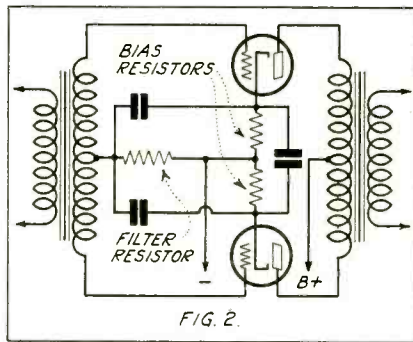 BIAS
RESISTORS
FILTER
RESISTOR
–
B+
FIG. 2.